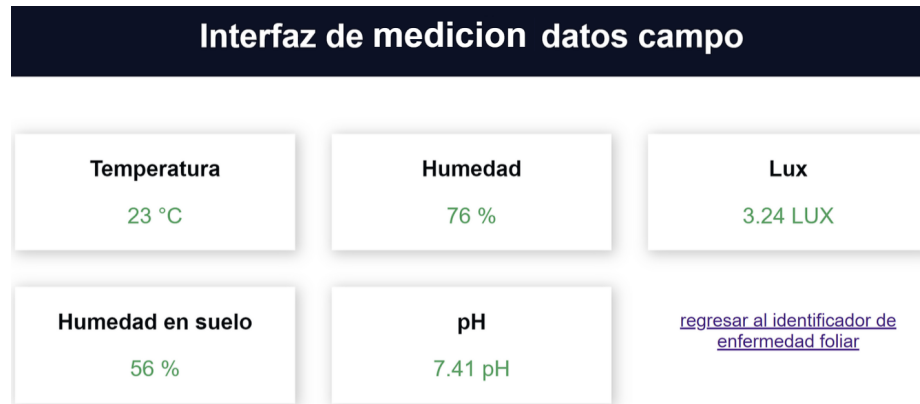 Interfaz de medicion datos campo
Temperatura
23 °C
Humedad
76 %
Lux
3.24 LUX
Humedad en suelo
56 %
pH
7.41 pH
regresar al identificador de
enfermedad foliar